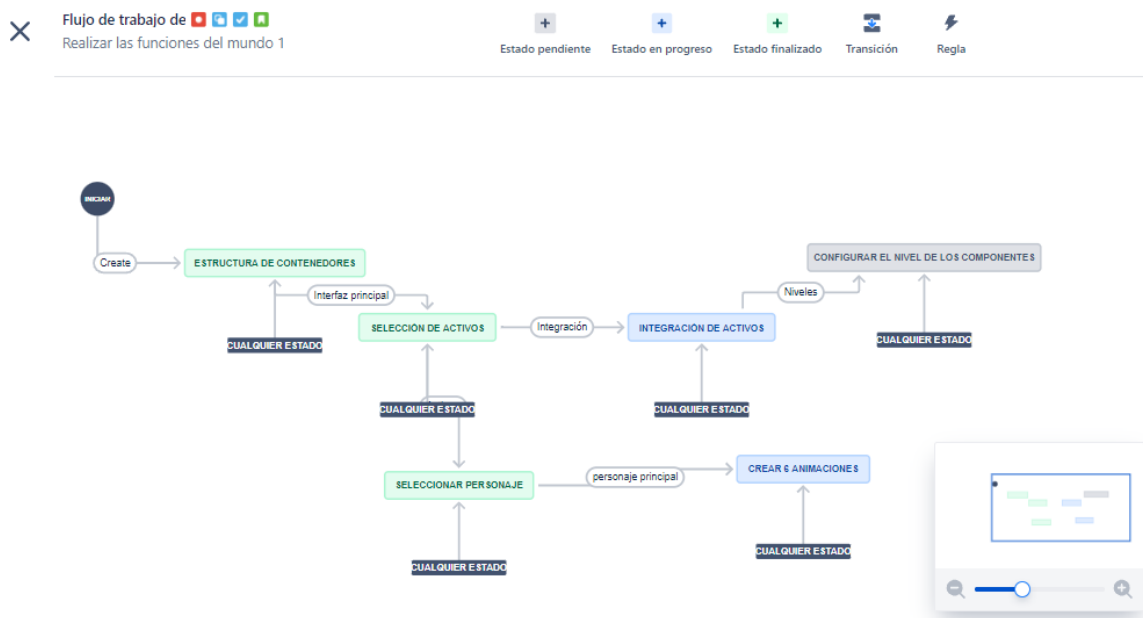 Flujo de trabajo de
Realizar las funciones del mundo 1
Estado pendiente
Estado en progreso
Estado finalizado
Transición
Regla
INICIAR
Create
ESTRUCTURA DE CONTENEDORES
CONFIGURAR EL NIVEL DE LOS COMPONENTES
Interfaz principal
Niveles
SELECCIÓN DE ACTIVOS
Integración
INTEGRACIÓN DE ACTIVOS
CUALQUIER ESTADO
CUALQUIER ESTADO
CUALQUIER ESTADO
CUALQUIER ESTADO
SELECCIONAR PERSONAJE
personaje principal
CREAR 6 ANIMACIONES
CUALQUIER ESTADO
CUALQUIER ESTADO